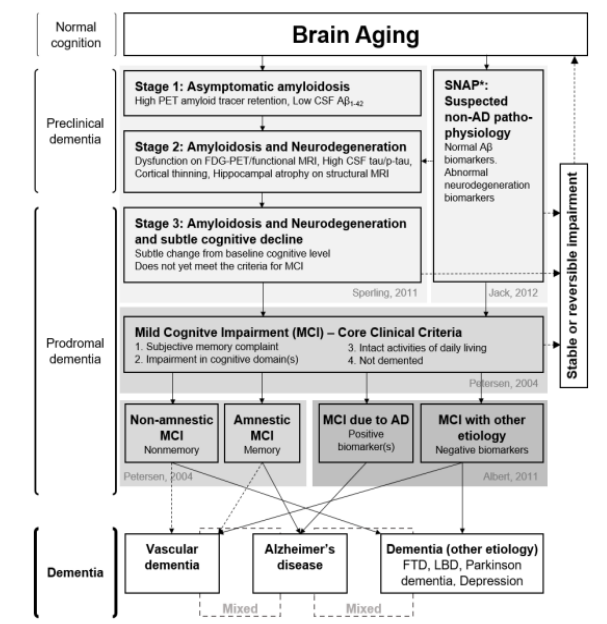 Normal
cognition
Brain Aging
Preclinical
dementia
Stage 1: Asymptomatic amyloidosis
High PET amyloid tracer retention, Low CSF Aβ1-42
Stage 2: Amyloidosis and Neurodegeneration
Dysfunction on FDG-PET/functional MRI, High CSF tau/p-tau,
Cortical thinning, Hippocampal atrophy on structural MRI
SNAP*:
Suspected
non-AD patho-
physiology
Normal Aβ
biomarkers.
Abnormal
neurodegeneration
biomarkers
Stable or reversible impairment
Prodromal
dementia
Stage 3: Amyloidosis and Neurodegeneration
and subtle cognitive decline
Subtle change from baseline cognitive level
Does not yet meet the criteria for MCI
Sperling, 2011
Jack, 2012
Mild Cognitve Impairment (MCI) – Core Clinical Criteria
1. Subjective memory complaint
2. Impairment in cognitive domain(s)
3. Intact activities of daily living
4. Not demented
Petersen, 2004
Non-amnestic
MCI
Nonmemory
Amnestic
MCI
Memory
MCI due to AD
Positive
biomarker(s)
MCI with other
etiology
Negative biomarkers
Petersen, 2004
Albert, 2011
Dementia
Vascular
dementia
Alzheimer's
disease
Dementia (other etiology)
FTD, LBD, Parkinson
dementia, Depression
Mixed
Mixed